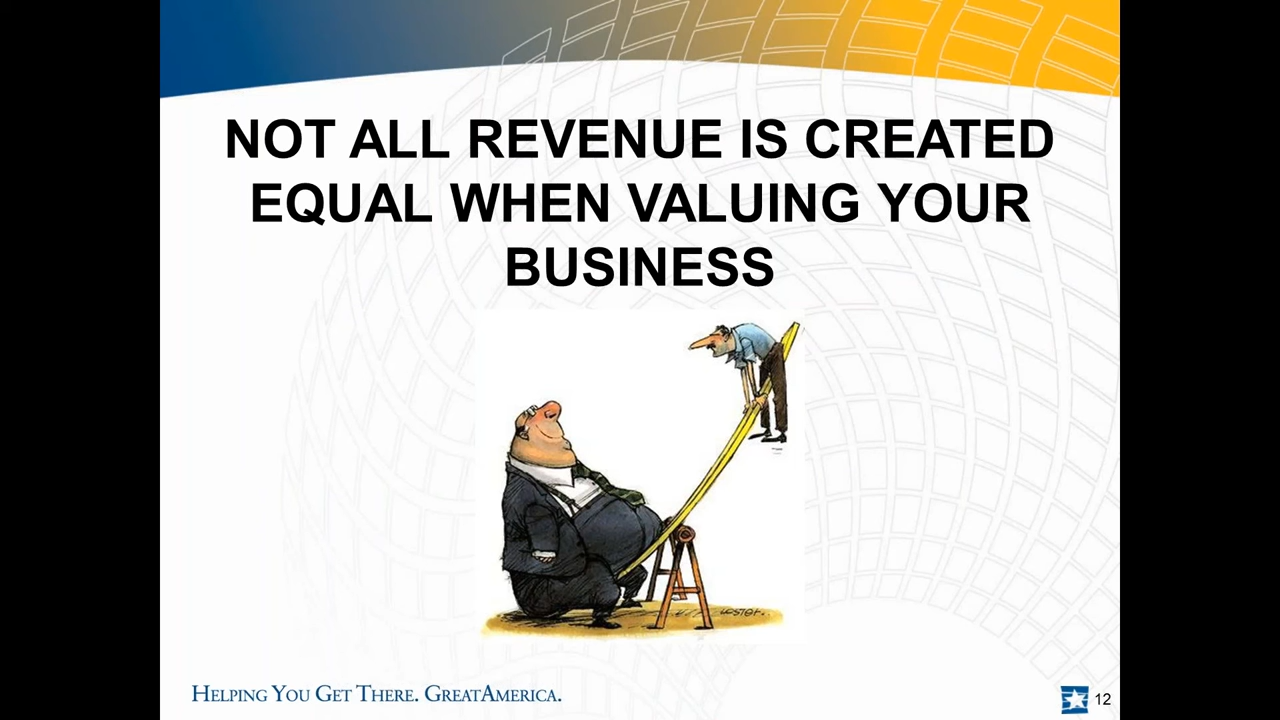 NOT ALL REVENUE IS CREATED
EQUAL WHEN VALUING YOUR
BUSINESS
HELPING YOU GET THERE. GREATAMERICA.
12